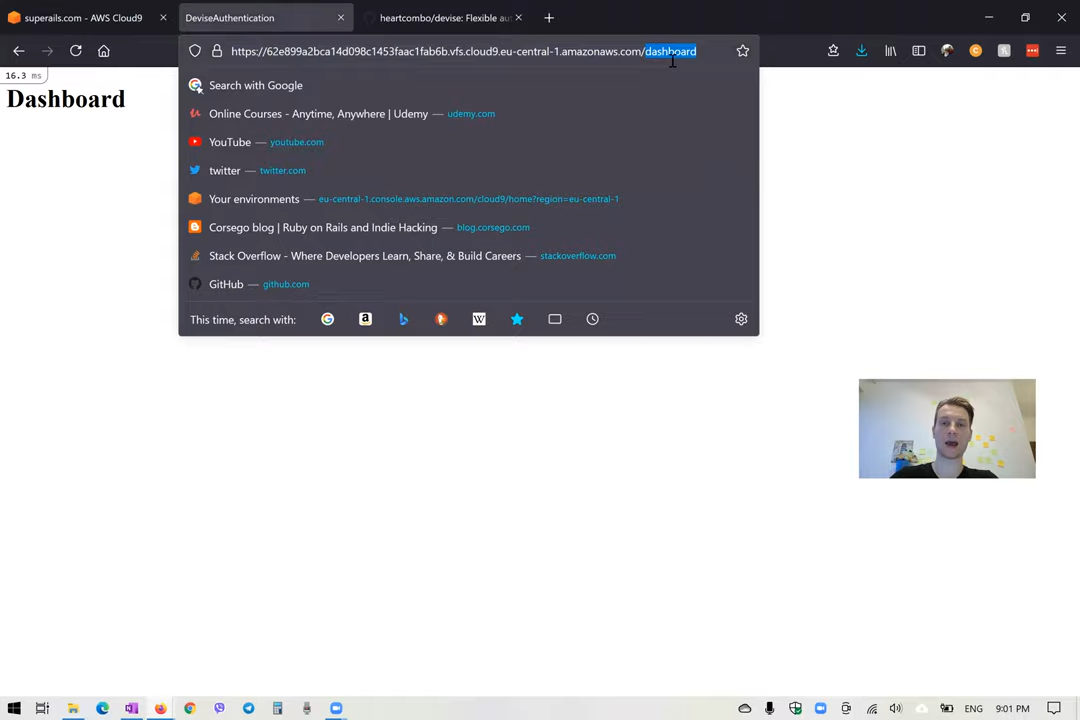 superails.com - AWS Cloud9
DeviseAuthentication
heartcombo/devise: Flexible au
https://62e899a2bca14d098c1453faac1fab6b.vfs.cloud9.eu-central-1.amazonaws.com/dashboard
16.3 ms
Dashboard
Search with Google
Online Courses - Anytime, Anywhere | Udemy — udemy.com
YouTube — youtube.com
twitter — twitter.com
Your environments — eu-central-1.console.aws.amazon.com/cloud9/home?region=eu-central-1
Corsego blog | Ruby on Rails and Indie Hacking — blog.corsego.com
Stack Overflow - Where Developers Learn, Share, & Build Careers — stackoverflow.com
GitHub — github.com
This time, search with:
ENG
9:01 PM